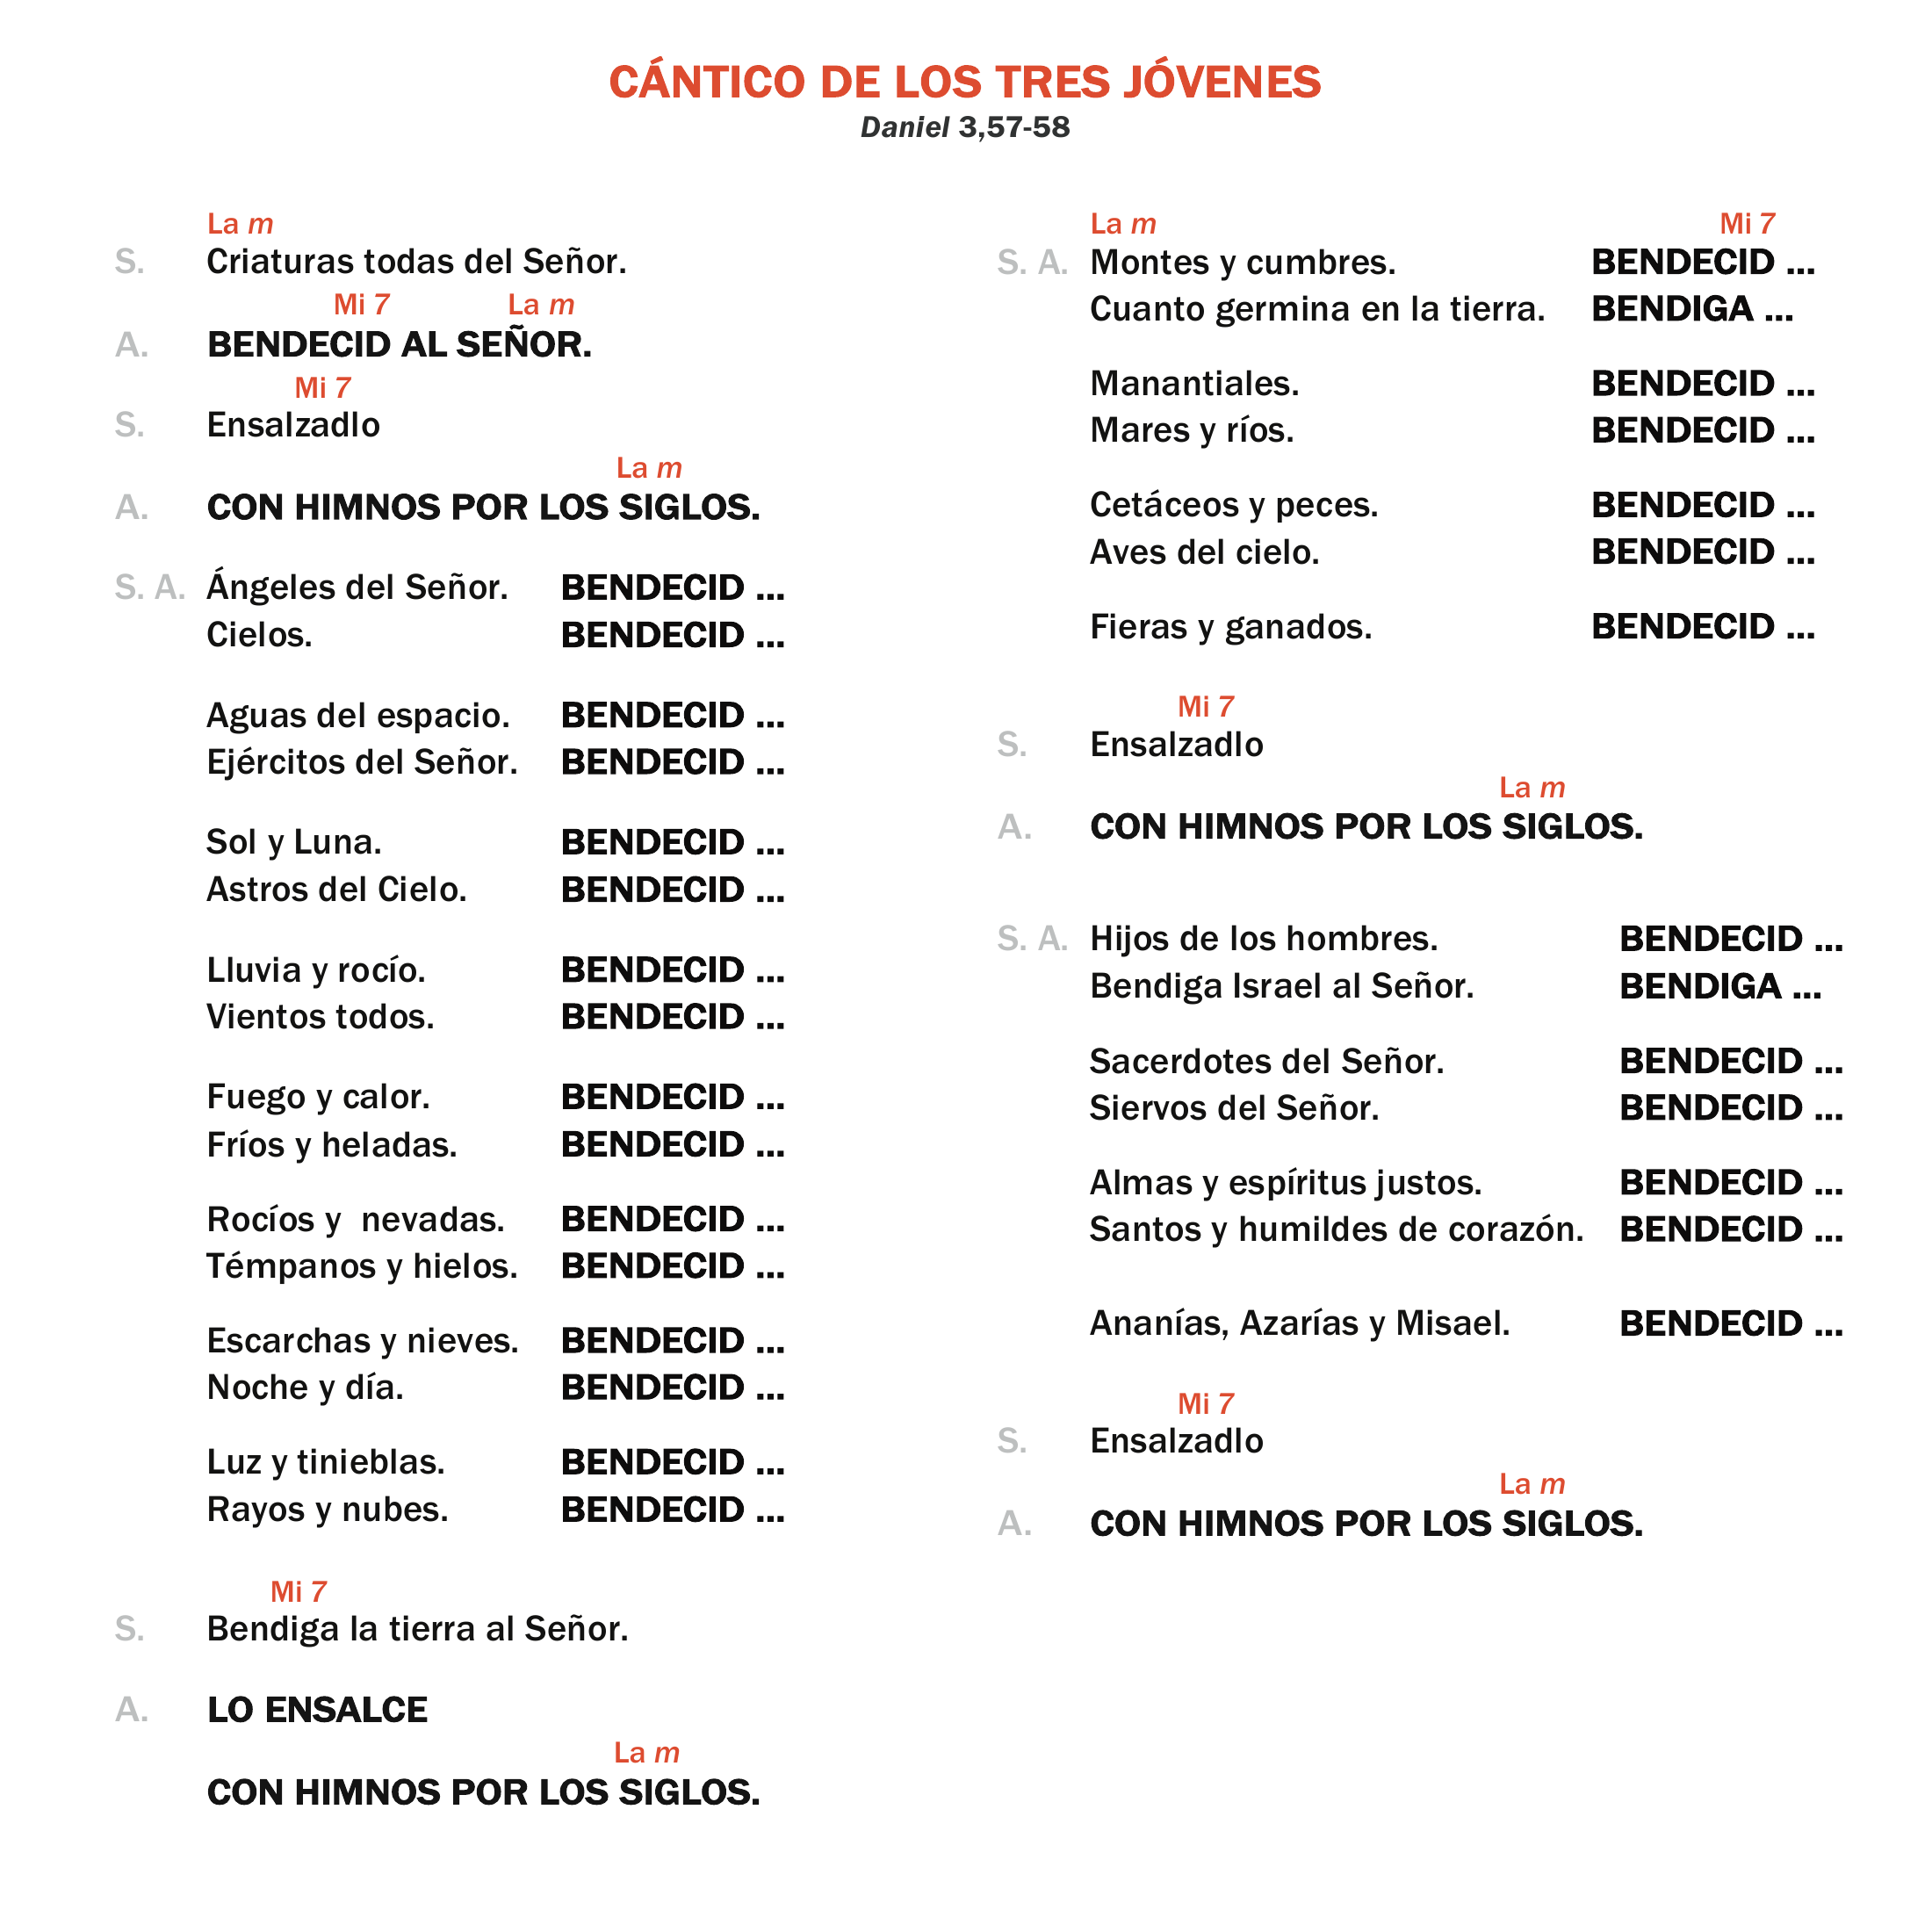 CÁNTICO DE LOS TRES JÓVENES
Daniel 3,57-58
La m
S. Criaturas todas del Señor.
Mi 7 La m
A. BENDECID AL SEÑOR.
Mi 7
S. Ensalzadlo
La m
A. CON HIMNOS POR LOS SIGLOS.
S. A. Ángeles del Señor. BENDECID ...
Cielos. BENDECID ...
Aguas del espacio. BENDECID ...
Ejércitos del Señor. BENDECID ...
Sol y Luna. BENDECID ...
Astros del Cielo. BENDECID ...
Lluvia y rocío. BENDECID ...
Vientos todos. BENDECID ...
Fuego y calor. BENDECID ...
Fríos y heladas. BENDECID ...
Rocíos y  nevadas. BENDECID ...
Témpanos y hielos. BENDECID ...
Escarchas y nieves. BENDECID ...
Noche y día. BENDECID ...
Luz y tinieblas. BENDECID ...
Rayos y nubes. BENDECID ...
Mi 7
S. Bendiga la tierra al Señor.
A. LO ENSALCE
La m
CON HIMNOS POR LOS SIGLOS.
La m Mi 7
S. A. Montes y cumbres. BENDECID ...
Cuanto germina en la tierra. BENDIGA ...
Manantiales. BENDECID ...
Mares y ríos. BENDECID ...
Cetáceos y peces. BENDECID ...
Aves del cielo. BENDECID ...
Fieras y ganados. BENDECID ...
Mi 7
S. Ensalzadlo
La m
A. CON HIMNOS POR LOS SIGLOS.
S. A. Hijos de los hombres. BENDECID ...
Bendiga Israel al Señor. BENDIGA ...
Sacerdotes del Señor. BENDECID ...
Siervos del Señor. BENDECID ...
Almas y espíritus justos. BENDECID ...
Santos y humildes de corazón. BENDECID ...
Ananías, Azarías y Misael. BENDECID ...
Mi 7
S. Ensalzadlo
La m
A. CON HIMNOS POR LOS SIGLOS.